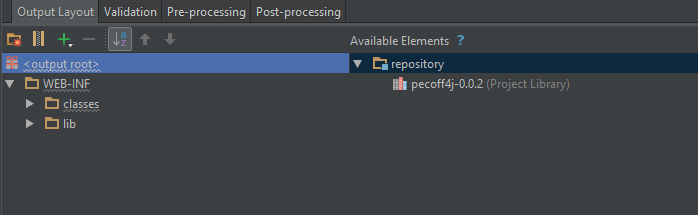 Output Layout Validation Pre-processing Post-processing
Available Elements ?
<output root>
repository
WEB-INF
pecoff4j-0.0.2 (Project Library)
classes
lib